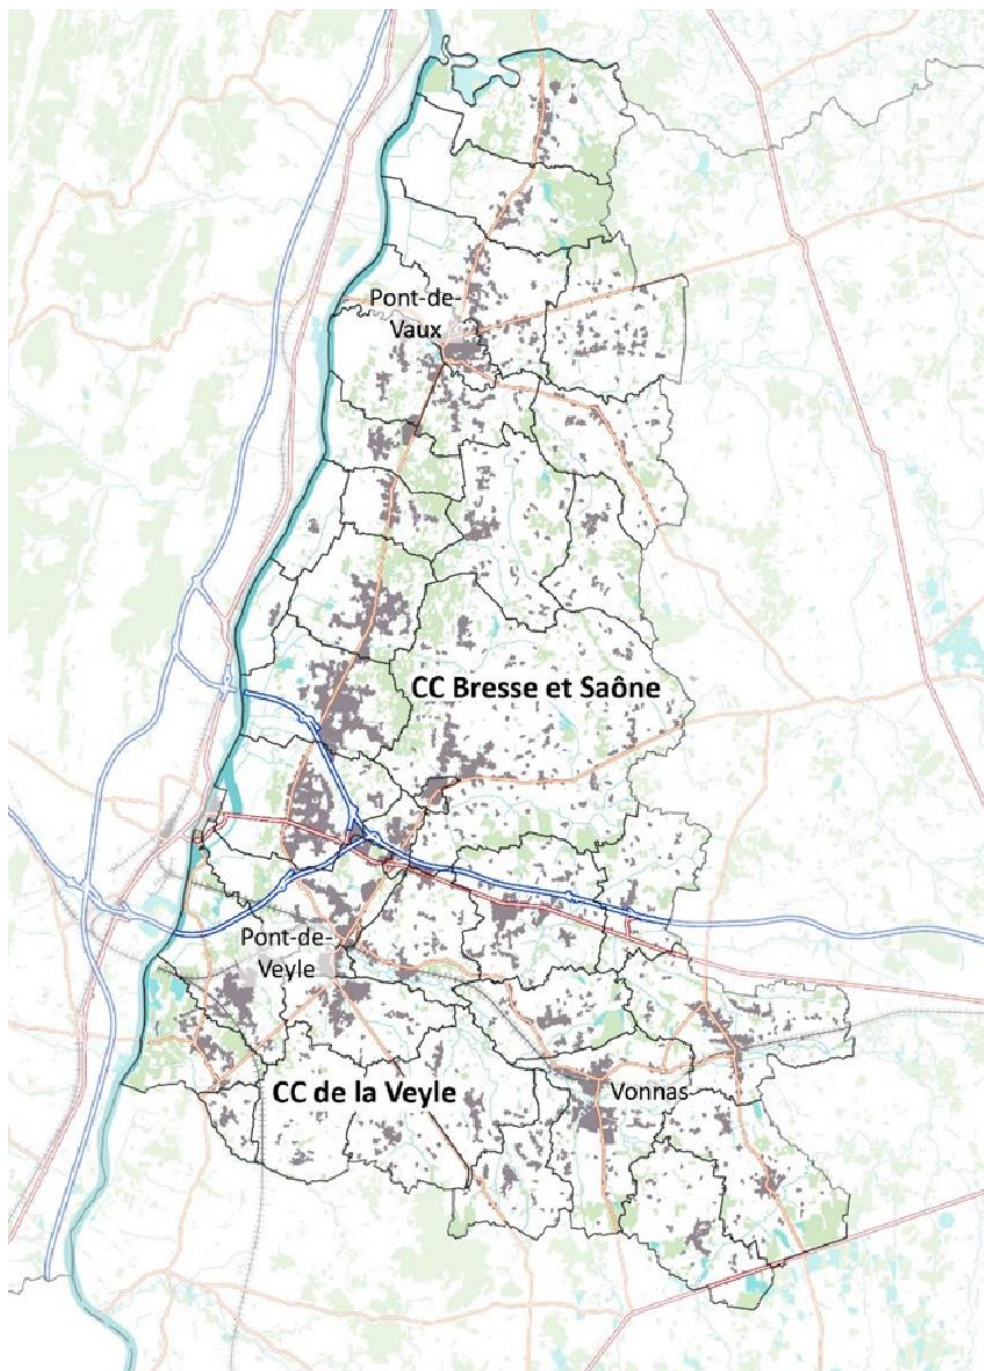 Pont-de-
Vaux
CC Bresse et Saône
Pont-de-
Veyle
CC de la Veyle
Vonnas